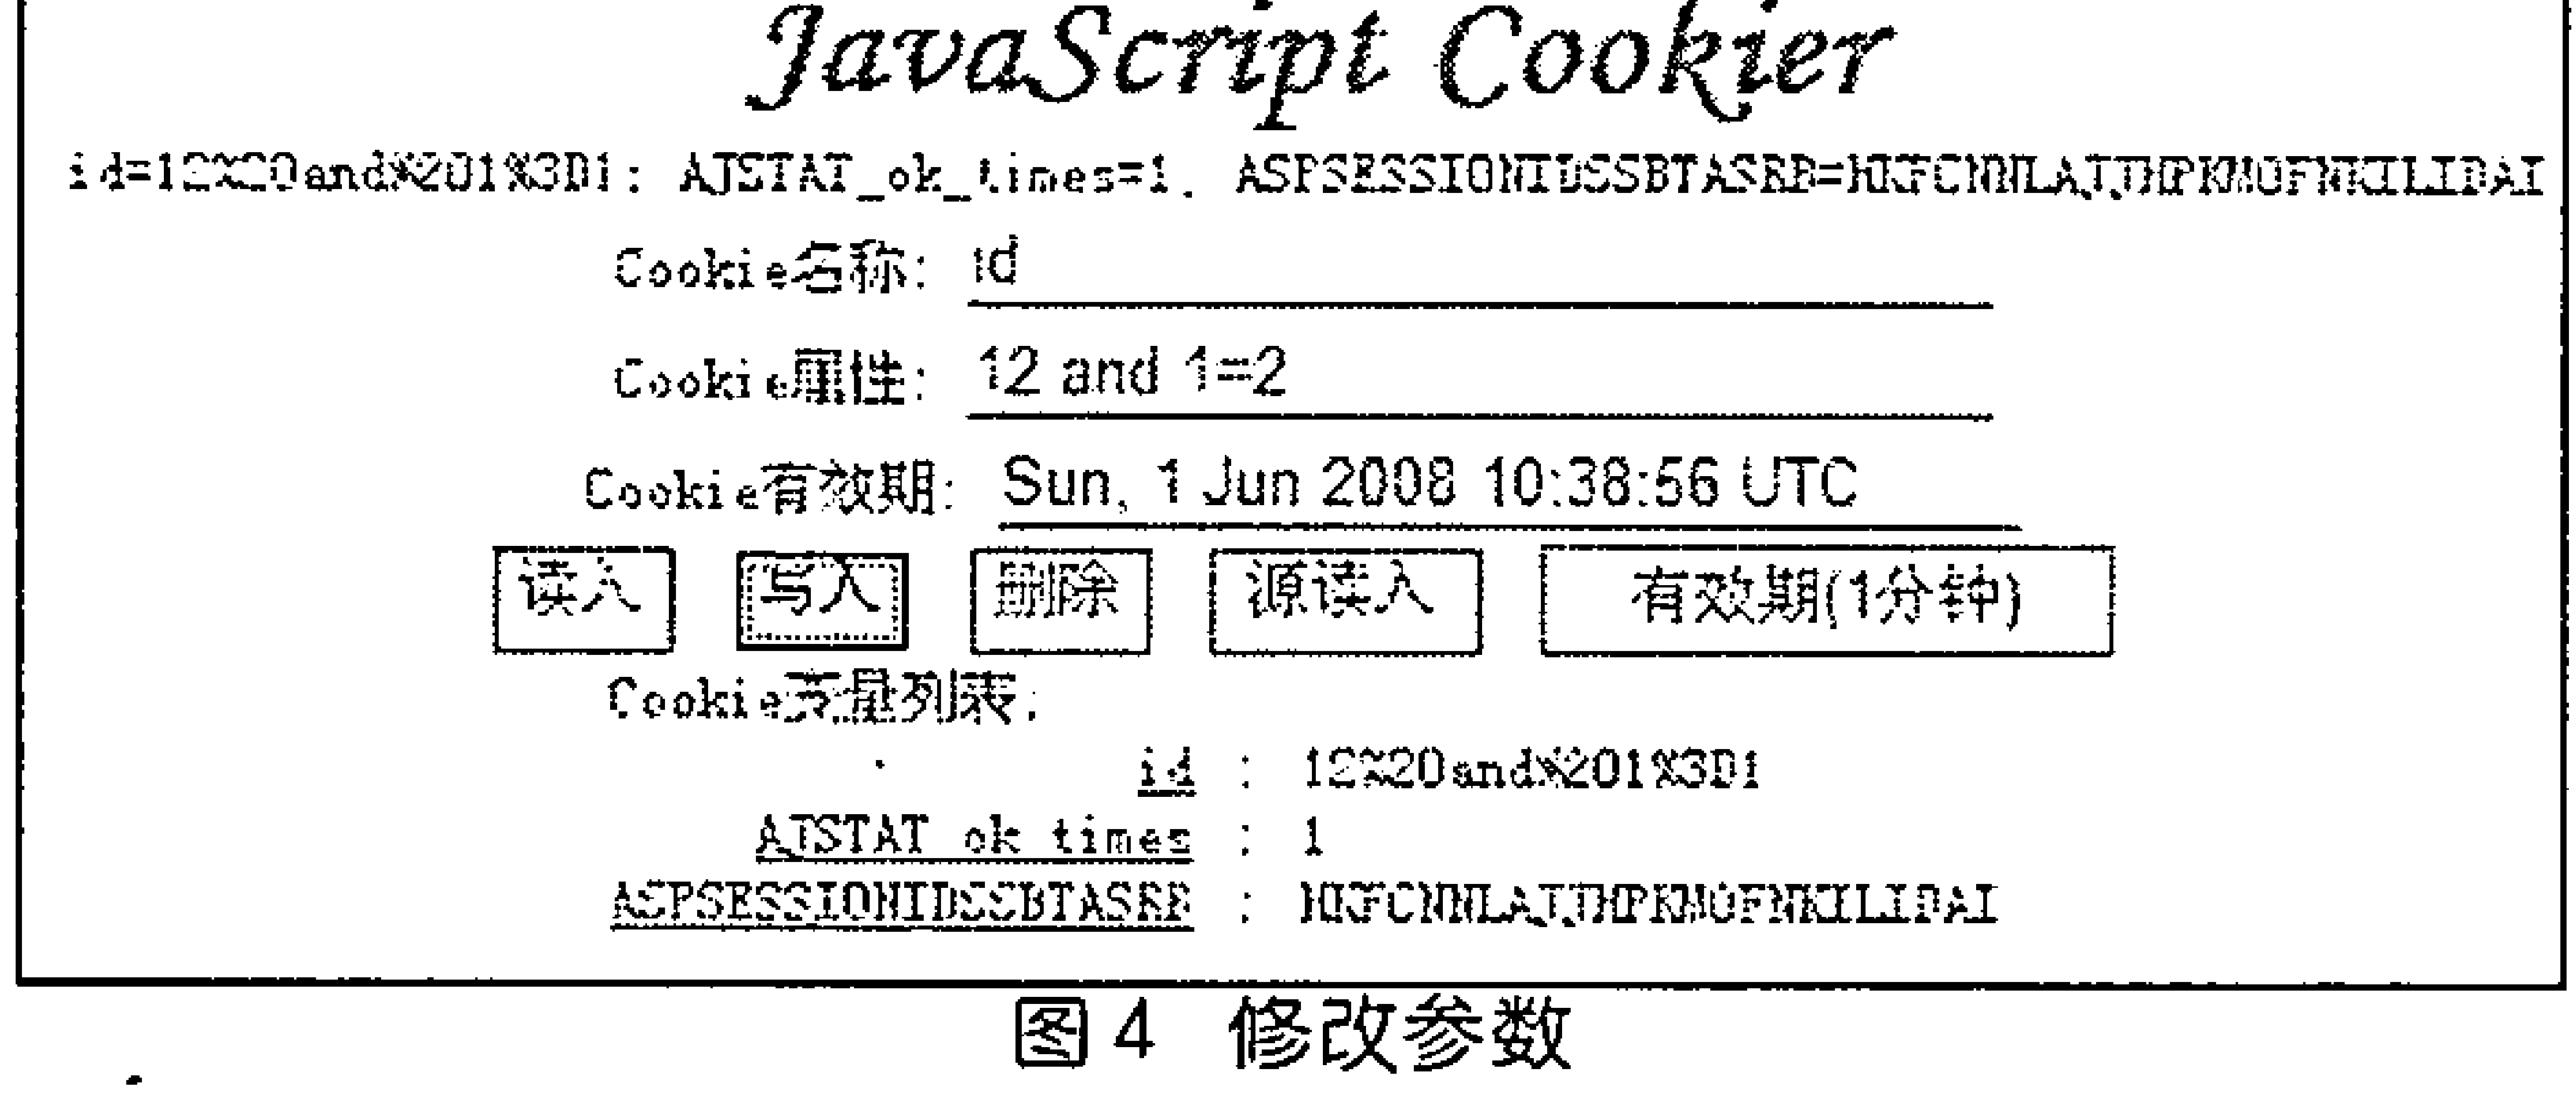 JavaScript Cookier
id=12%20and%201%3D1; AJSTAT_ok_times=1;
Cookie名称: id
Cookie属性: 12 and 1=2
Cookie有效期: Sun, 1 Jun 2008 10:38:56 UTC
读入 写入 删除 源读入 有效期(1分钟)
Cookie变量列表:
id : 12%20and%201%3D1
AJSTAT_ok_times : 1
图 4 修改参数